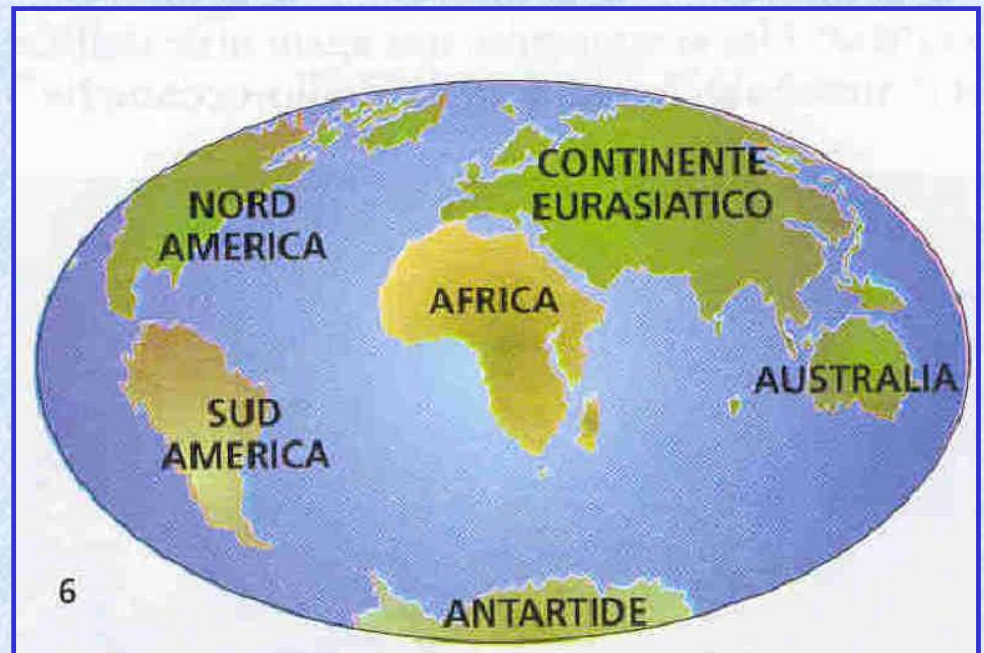 NORD
AMERICA
CONTINENTE
EURASIATICO
AFRICA
AUSTRALIA
SUD
AMERICA
ANTARTIDE
6